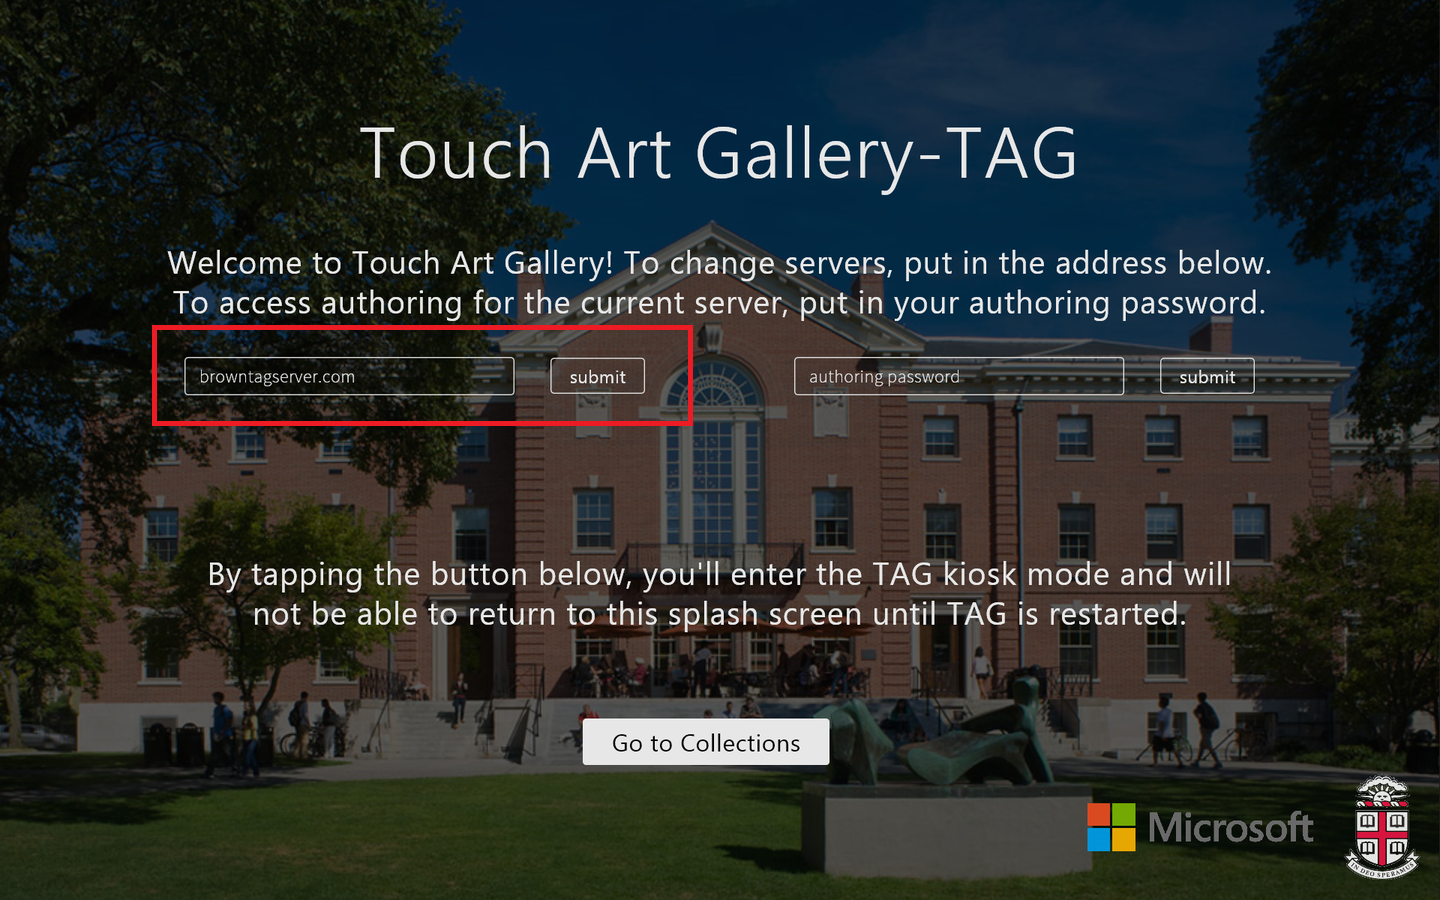 Touch Art Gallery-TAG
Welcome to Touch Art Gallery! To change servers, put in the address below.
To access authoring for the current server, put in your authoring password.
browntagserver.com submit authoring password submit
By tapping the button below, you'll enter the TAG kiosk mode and will
not be able to return to this splash screen until TAG is restarted.
Go to Collections
Microsoft
IN DEO SPERAMUS